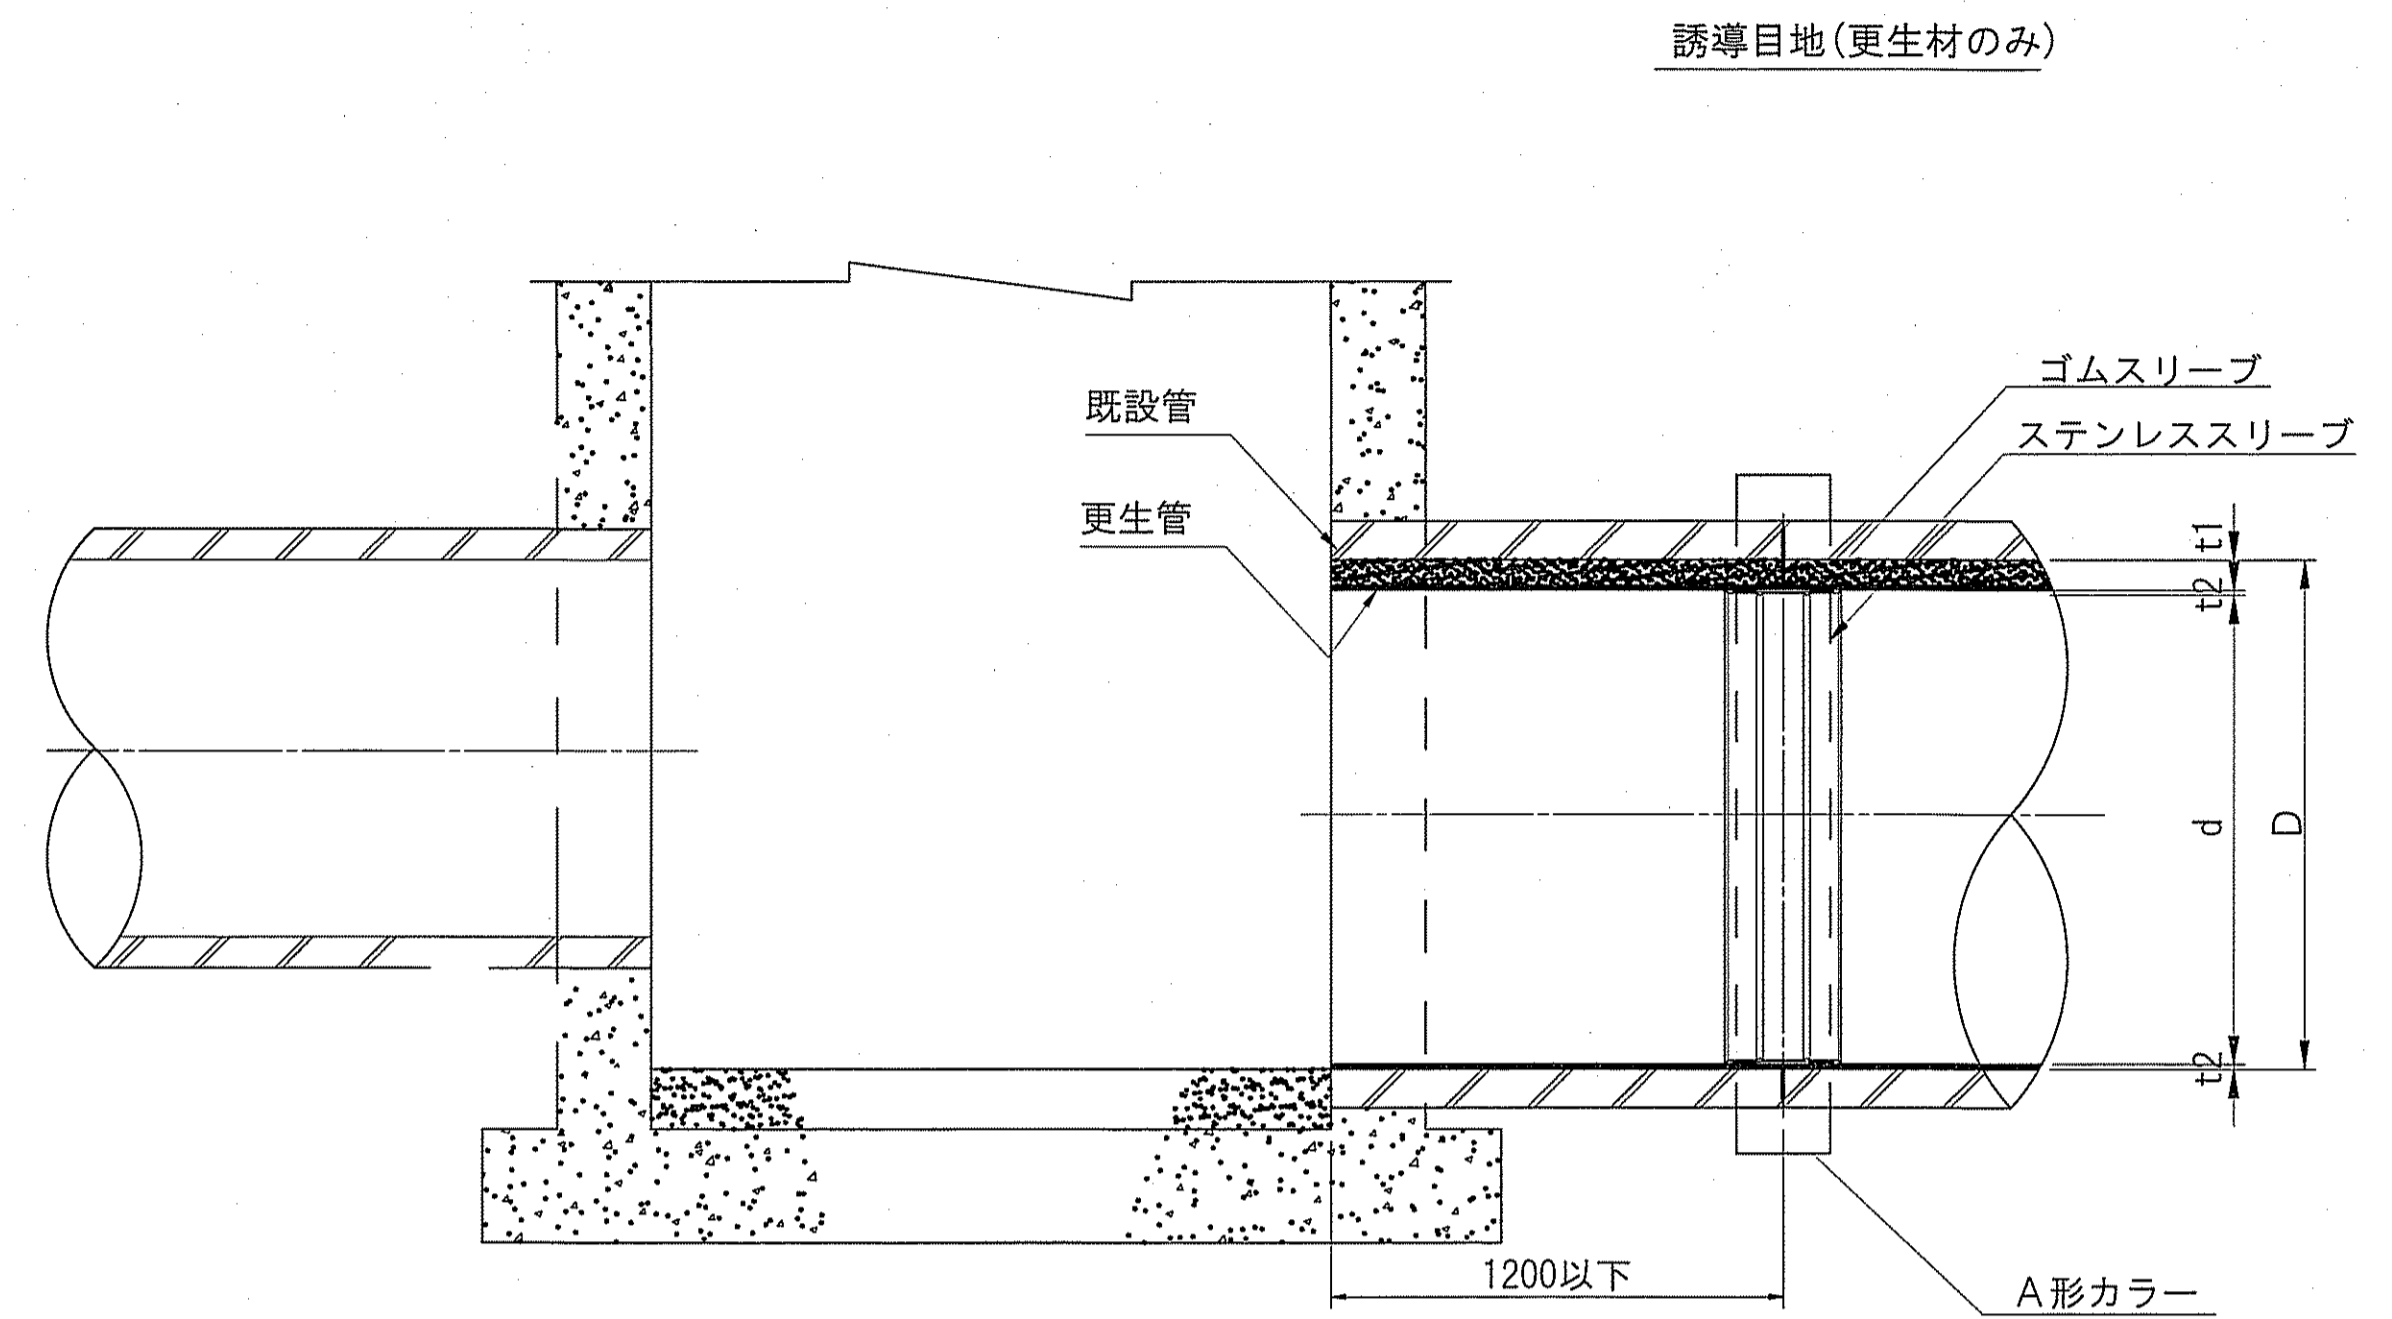 誘導目地(更生材のみ)
ゴムスリーブ
既設管
ステンレススリーブ
更生管
t1
t2
d
D
t2
1200以下
A形カラー